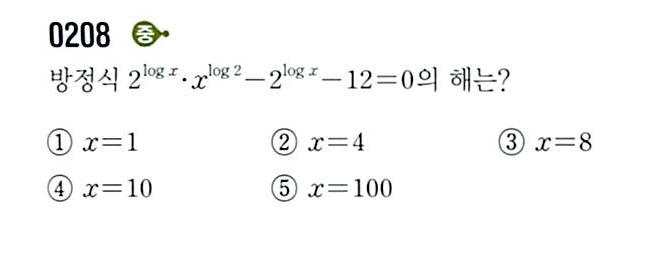 0208 중
방정식 2^{log x}·x^{log 2}−2^{log x}−12=0의 해는?
① x=1 ② x=4 ③ x=8
④ x=10 ⑤ x=100